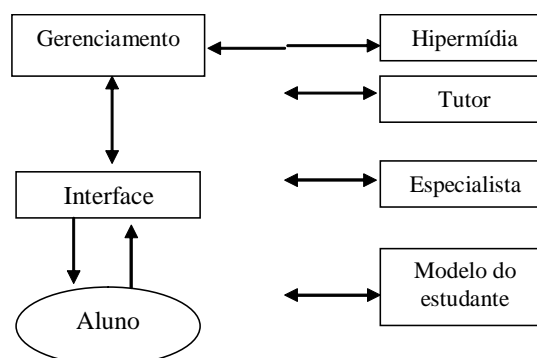 Gerenciamento
Hipermídia
Tutor
Interface
Especialista
Modelo do
estudante
Aluno